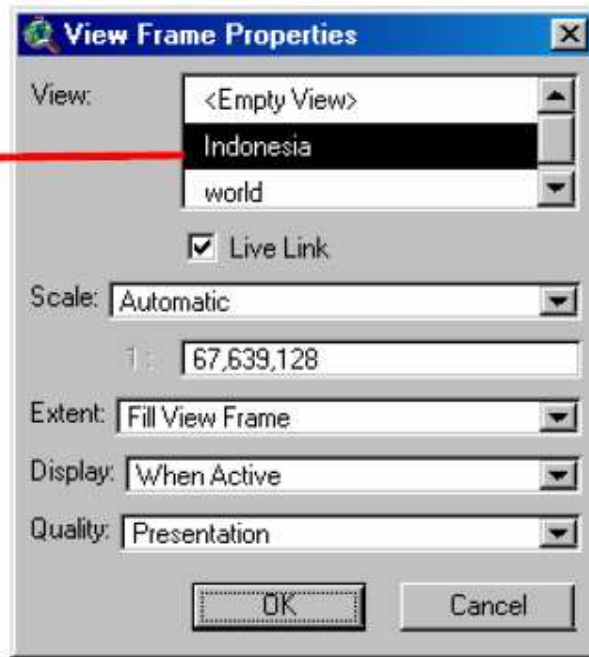 View Frame Properties
View:
<Empty View>
Indonesia
world
Live Link
Scale: Automatic
1: 67,639,128
Extent: Fill View Frame
Display: When Active
Quality: Presentation
OK Cancel